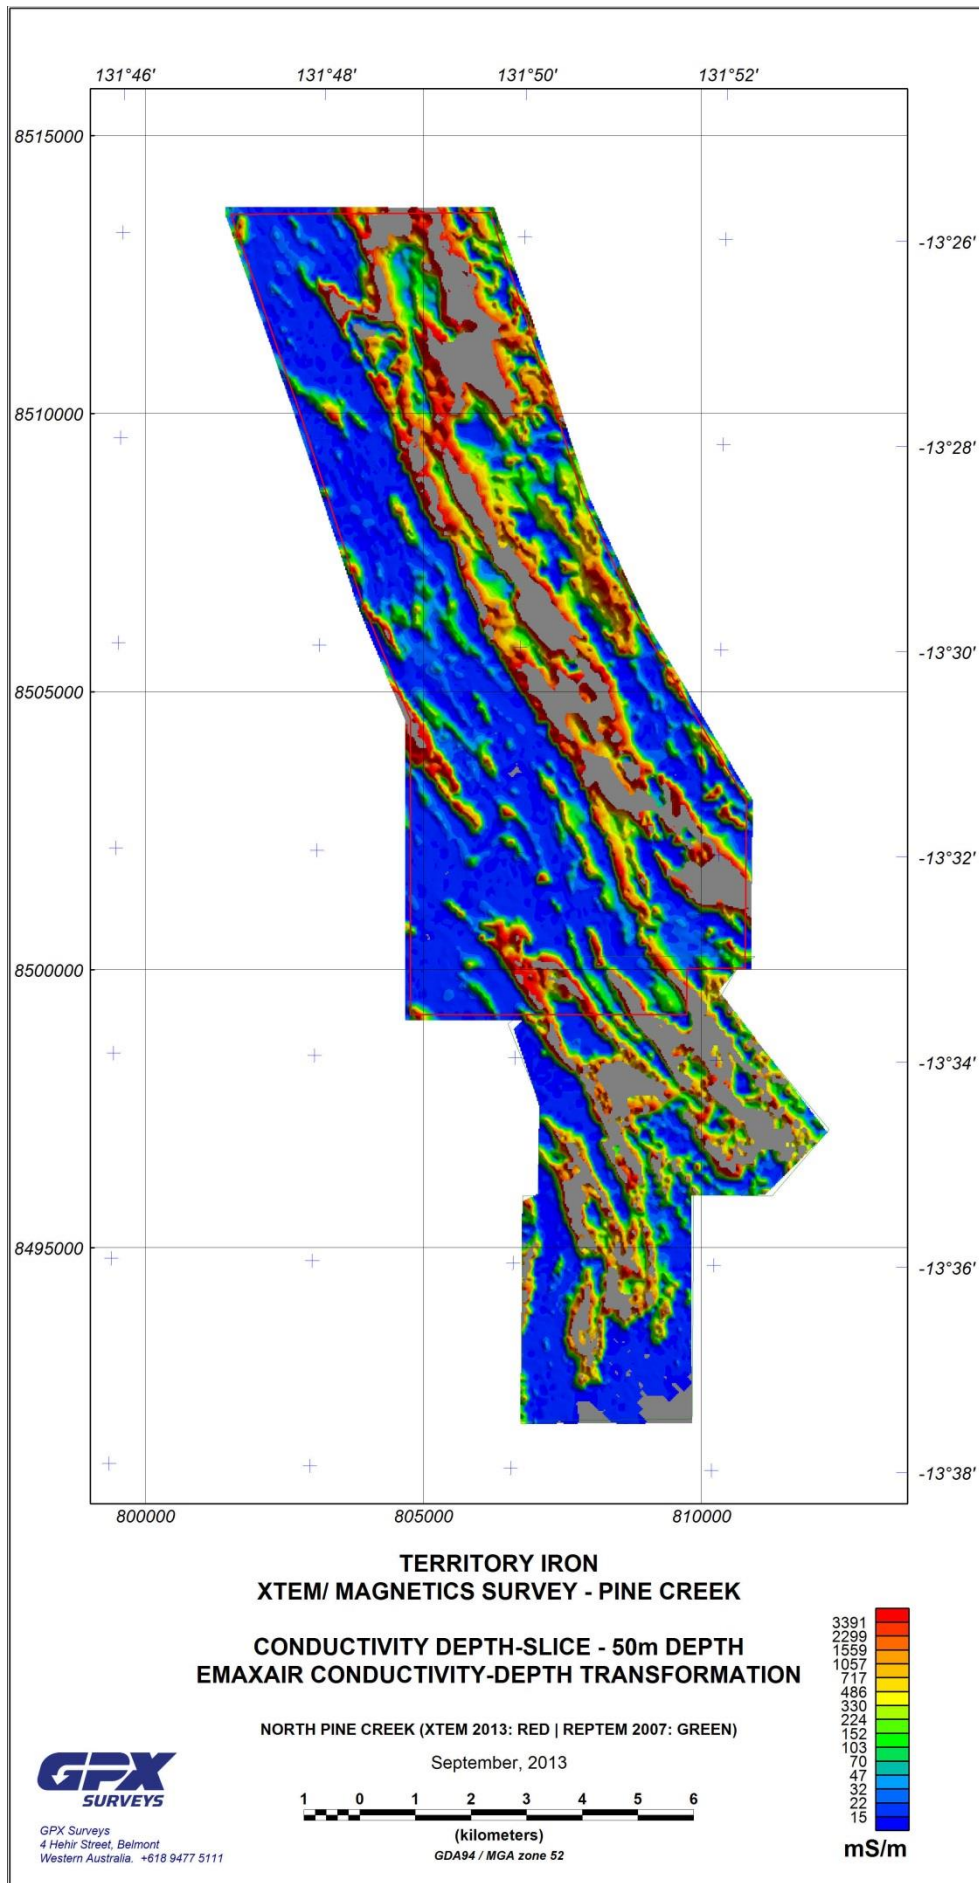 131°46' 131°48' 131°50' 131°52'
8515000
-13°26'
8510000
-13°28'
-13°30'
8505000
-13°32'
8500000
-13°34'
8495000
-13°36'
-13°38'
800000 805000 810000
TERRITORY IRON
XTEM/ MAGNETICS SURVEY - PINE CREEK
CONDUCTIVITY DEPTH-SLICE - 50m DEPTH
EMAXAIR CONDUCTIVITY-DEPTH TRANSFORMATION
NORTH PINE CREEK (XTEM 2013: RED | REPTEM 2007: GREEN)
September, 2013
1 0 1 2 3 4 5 6
(kilometers)
GDA94 / MGA zone 52
GPX
SURVEYS
GPX Surveys
4 Hehir Street, Belmont
Western Australia. +618 9477 5111
3391
2299
1559
1057
717
486
330
224
152
103
70
47
32
22
15
mS/m